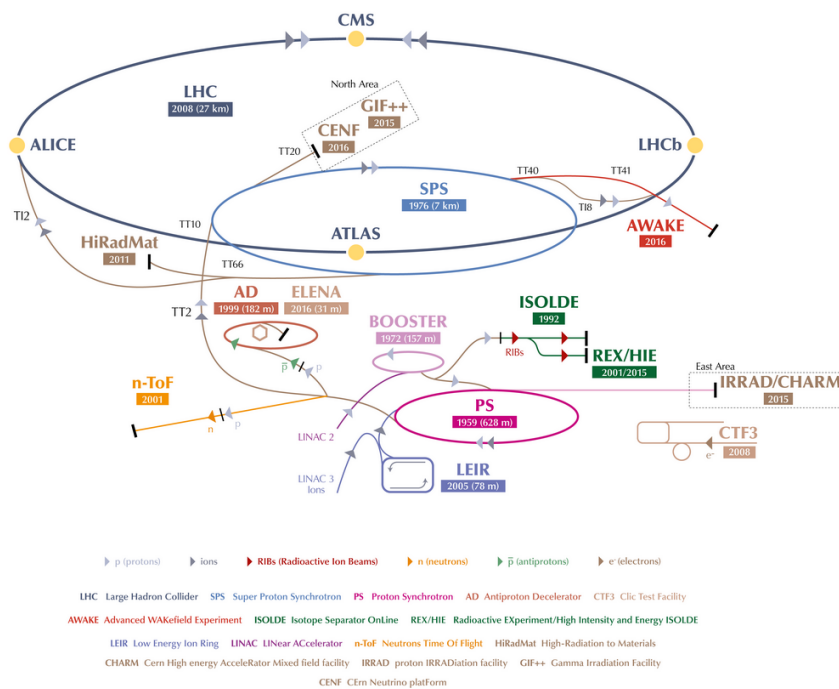 CMS
LHC
2008 (27 km)
North Area
GIF++
2015
CENF
2016
TT20
ALICE
LHCb
TT40
TT41
SPS
1976 (7 km)
TI8
TI2
TT10
AWAKE
2016
ATLAS
HiRadMat
2011
TT66
AD
1999 (182 m)
ELENA
2016 (31 m)
ISOLDE
1992
TT2
BOOSTER
1972 (157 m)
RIBs
REX/HIE
2001/2015
p̅
p
East Area
IRRAD/CHARM
2015
n-ToF
2001
PS
1959 (628 m)
n
p
LINAC 2
CTF3
2008
e-
LEIR
2005 (78 m)
LINAC 3
Ions
p (protons) ions RIBs (Radioactive Ion Beams) n (neutrons) p̅ (antiprotons) e- (electrons)
LHC Large Hadron Collider SPS Super Proton Synchrotron PS Proton Synchrotron AD Antiproton Decelerator CTF3 Clic Test Facility
AWAKE Advanced WAKefield Experiment ISOLDE Isotope Separator OnLine REX/HIE Radioactive EXperiment/High Intensity and Energy ISOLDE
LEIR Low Energy Ion Ring LINAC LINear ACcelerator n-ToF Neutrons Time Of Flight HiRadMat High-Radiation to Materials
CHARM Cern High energy AcceleRator Mixed field facility IRRAD proton IRRADiation facility GIF++ Gamma Irradiation Facility
CENF CErn Neutrino platForm